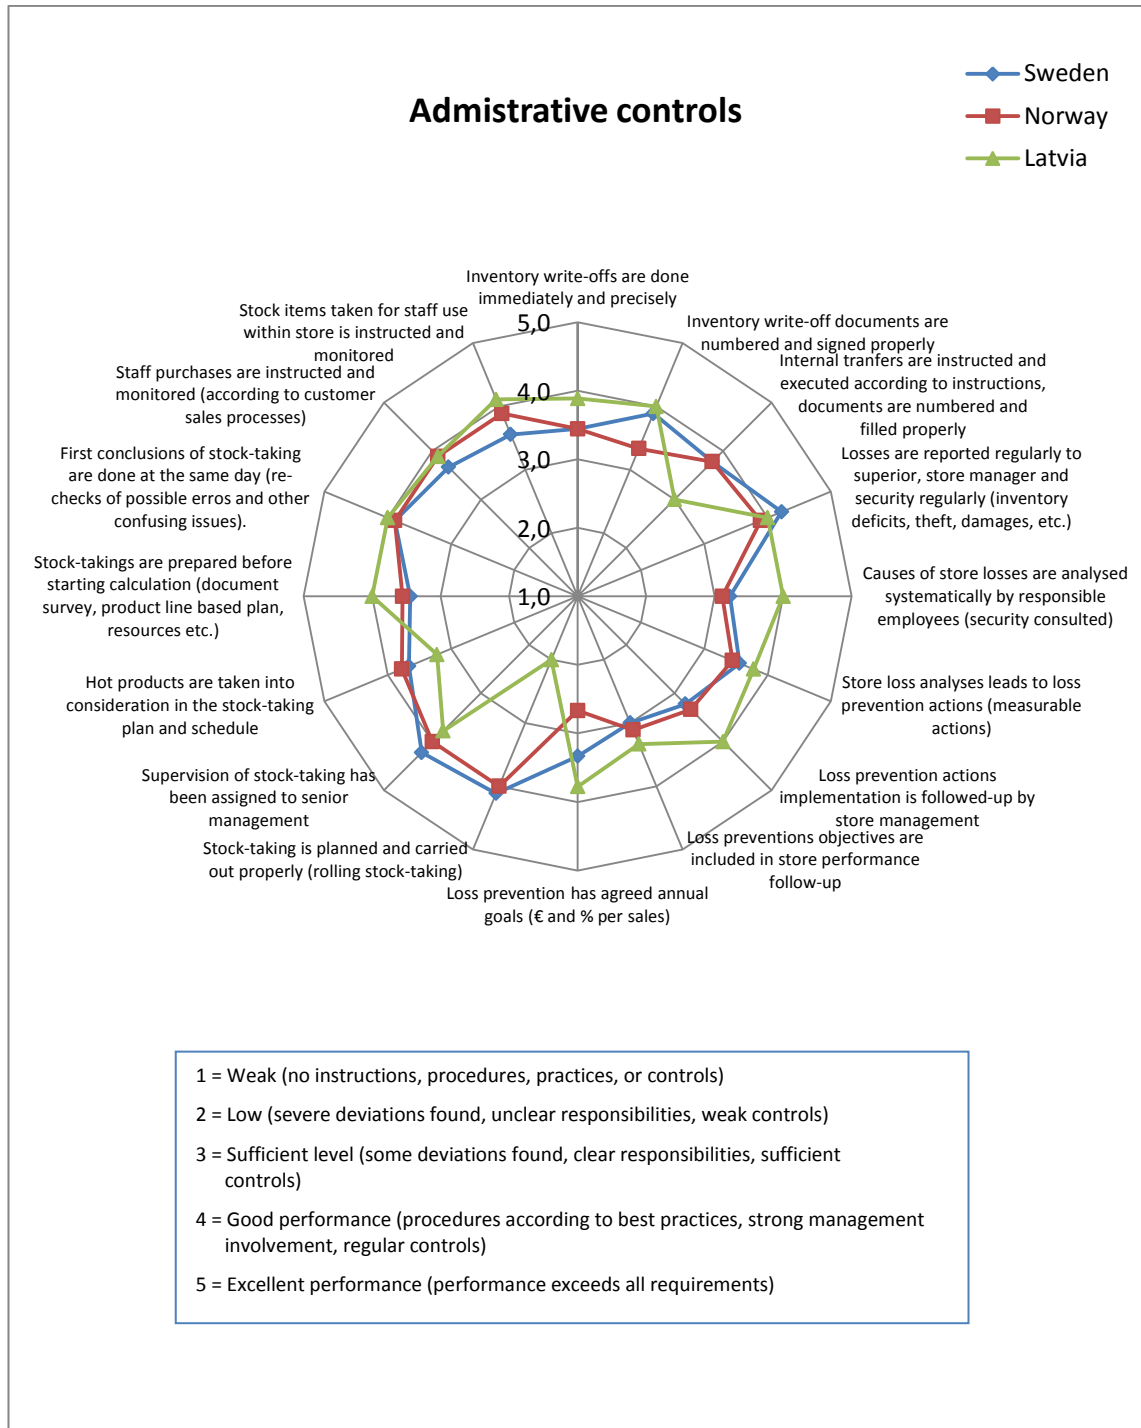 Sweden
Norway
Latvia
Admistrative controls
Inventory write-offs are done
immediately and precisely
Inventory write-off documents are
numbered and signed properly
Internal tranfers are instructed and
executed according to instructions,
documents are numbered and
filled properly
Losses are reported regularly to
superior, store manager and
security regularly (inventory
deficits, theft, damages, etc.)
Causes of store losses are analysed
systematically by responsible
employees (security consulted)
Store loss analyses leads to loss
prevention actions (measurable
actions)
Loss prevention actions
implementation is followed-up by
store management
Loss preventions objectives are
included in store performance
follow-up
Loss prevention has agreed annual
goals (€ and % per sales)
Stock-taking is planned and carried
out properly (rolling stock-taking)
Supervision of stock-taking has
been assigned to senior
management
Hot products are taken into
consideration in the stock-taking
plan and schedule
Stock-takings are prepared before
starting calculation (document
survey, product line based plan,
resources etc.)
First conclusions of stock-taking
are done at the same day (re-
checks of possible erros and other
confusing issues).
Staff purchases are instructed and
monitored (according to customer
sales processes)
Stock items taken for staff use
within store is instructed and
monitored
5,0
4,0
3,0
2,0
1,0
1 = Weak (no instructions, procedures, practices, or controls)
2 = Low (severe deviations found, unclear responsibilities, weak controls)
3 = Sufficient level (some deviations found, clear responsibilities, sufficient
controls)
4 = Good performance (procedures according to best practices, strong management
involvement, regular controls)
5 = Excellent performance (performance exceeds all requirements)